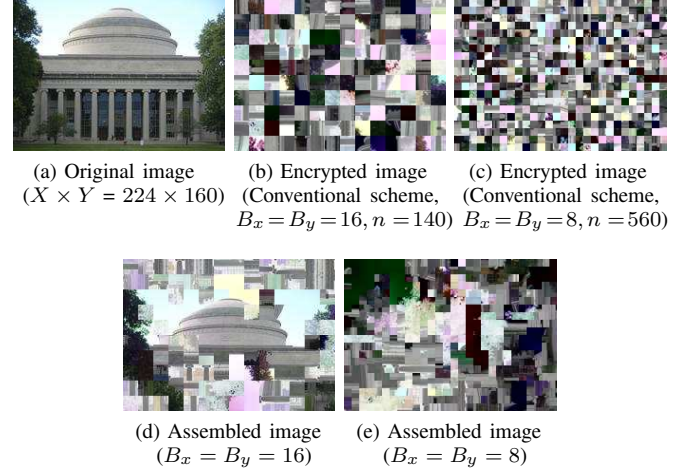 (a) Original image
(X × Y = 224 × 160)
(b) Encrypted image
(Conventional scheme,
B_x = B_y = 16, n = 140)
(c) Encrypted image
(Conventional scheme,
B_x = B_y = 8, n = 560)
(d) Assembled image
(B_x = B_y = 16)
(e) Assembled image
(B_x = B_y = 8)